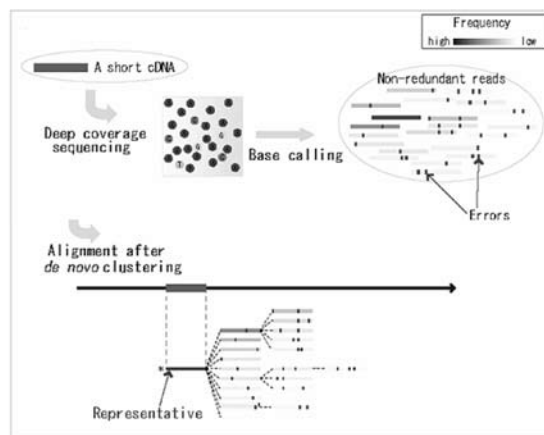 Frequency
high low
A short cDNA
Non-redundant reads
Deep coverage
sequencing
Base calling
Errors
Alignment after
de novo clustering
Representative